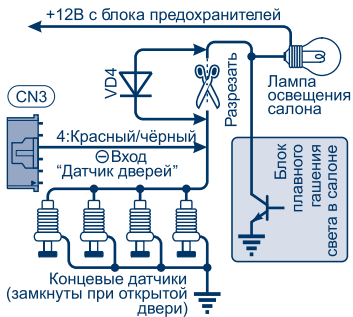 +12В с блока предохранителей
VD4
Разрезать
Лампа
освещения
салона
CN3
4:Красный/чёрный
⊖Вход
“Датчик дверей”
Блок
плавного
гашения
света в салоне
Концевые датчики
(замкнуты при открытой
двери)